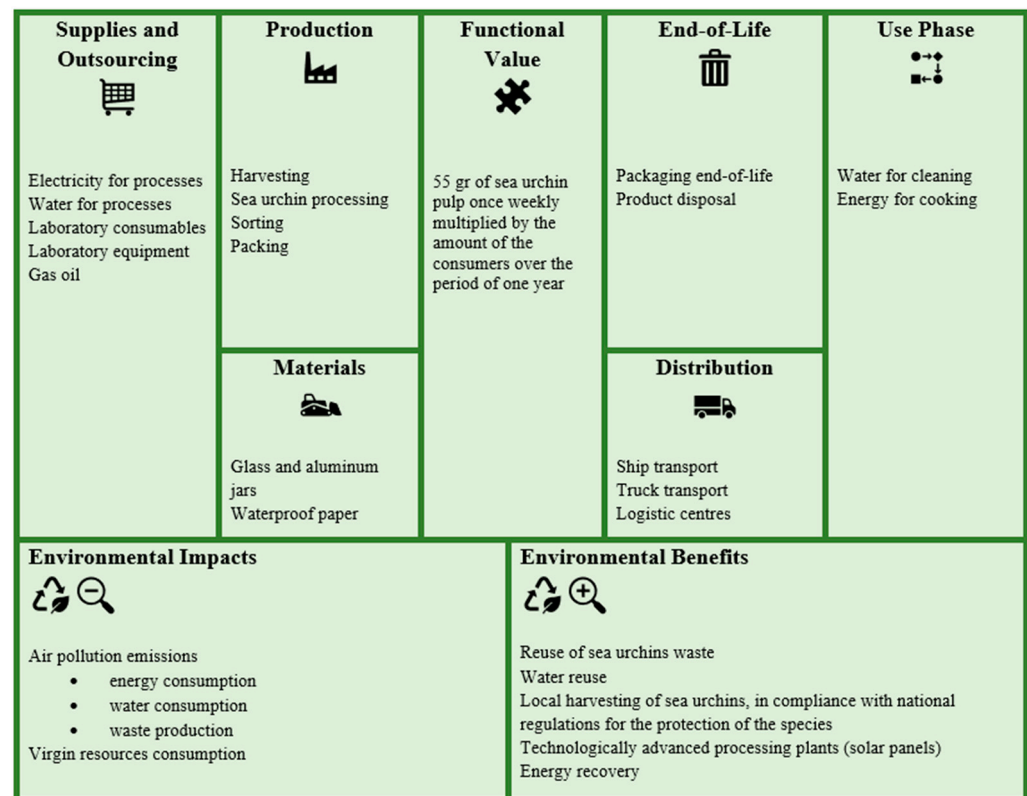 Supplies and
Outsourcing
Electricity for processes
Water for processes
Laboratory consumables
Laboratory equipment
Gas oil
Production
Harvesting
Sea urchin processing
Sorting
Packing
Materials
Glass and aluminum
jars
Waterproof paper
Functional
Value
55 gr of sea urchin
pulp once weekly
multiplied by the
amount of the
consumers over the
period of one year
End-of-Life
Packaging end-of-life
Product disposal
Distribution
Ship transport
Truck transport
Logistic centres
Use Phase
Water for cleaning
Energy for cooking
Environmental Impacts
Air pollution emissions
• energy consumption
• water consumption
• waste production
Virgin resources consumption
Environmental Benefits
Reuse of sea urchins waste
Water reuse
Local harvesting of sea urchins, in compliance with national
regulations for the protection of the species
Technologically advanced processing plants (solar panels)
Energy recovery